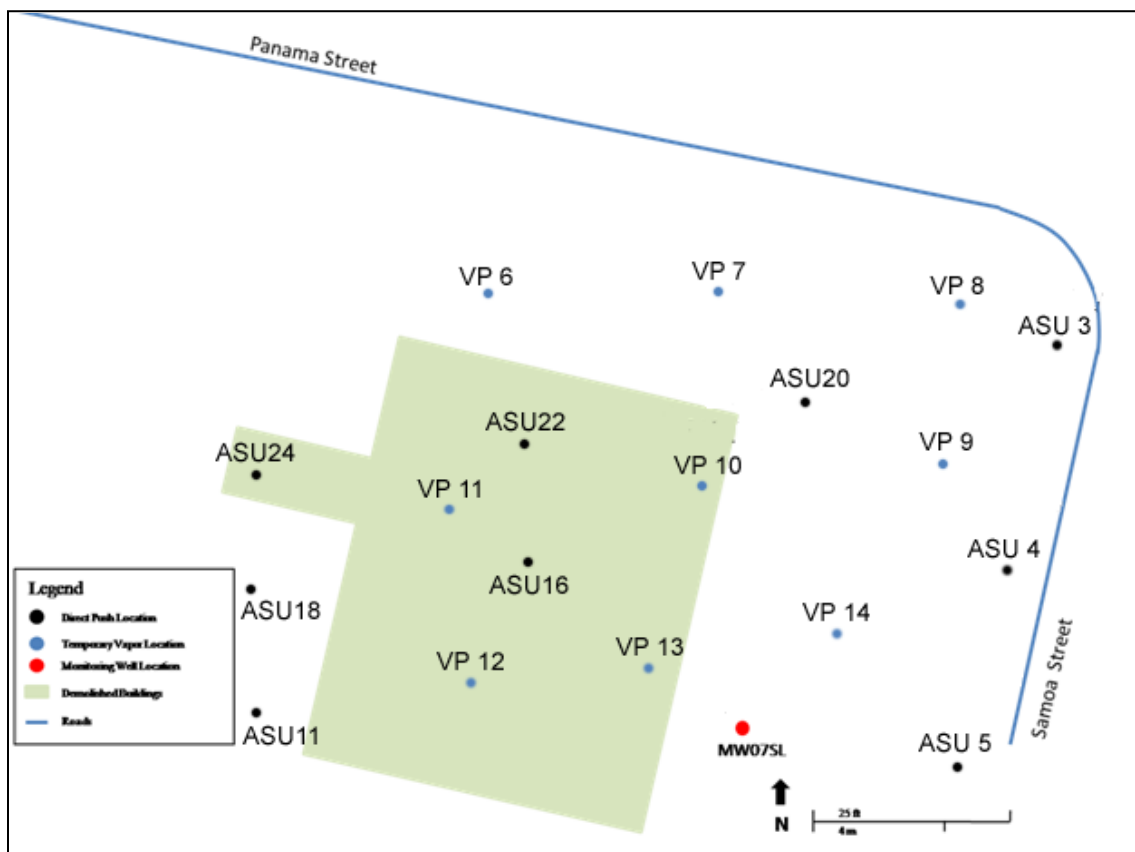 Panama Street
VP 6
VP 7
VP 8
ASU 3
ASU20
ASU22
ASU24
VP 10
VP 9
VP 11
ASU 4
ASU16
Legend
Direct Push Location
Temporary Vapor Location
Monitoring Well Location
Demolished Buildings
Roads
ASU18
VP 14
VP 13
VP 12
Samoa Street
ASU11
MW07SL
ASU 5
N
25 ft
4 m